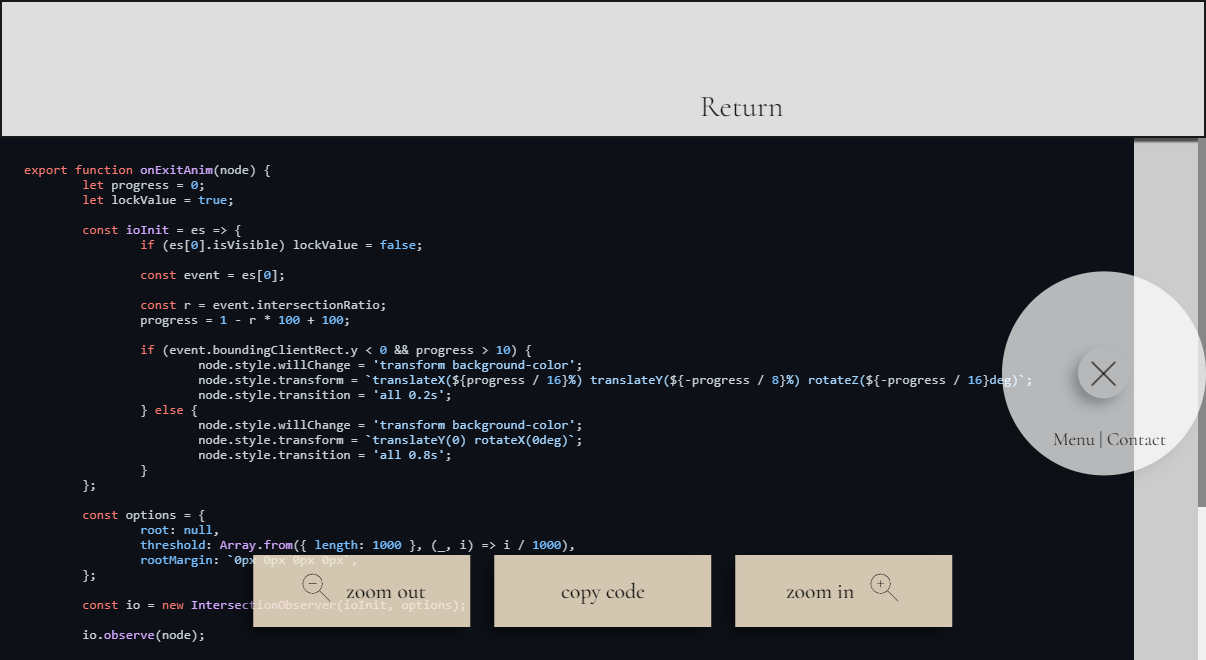 Return
export function onExitAnim(node) {
let progress = 0;
let lockValue = true;
const ioInit = es => {
if (es[0].isVisible) lockValue = false;
const event = es[0];
const r = event.intersectionRatio;
progress = 1 - r * 100 + 100;
if (event.boundingClientRect.y < 0 && progress > 10) {
node.style.willChange = 'transform background-color';
node.style.transform = `translateX(${progress / 16}%) translateY(${-progress / 8}%) rotateZ(${-progress / 16}deg)`;
node.style.transition = 'all 0.2s';
} else {
node.style.willChange = 'transform background-color';
node.style.transform = `translateY(0) rotateX(0deg)`;
node.style.transition = 'all 0.8s';
}
};
Menu | Contact
const options = {
root: null,
threshold: Array.from({ length: 1000 }, (_, i) => i / 1000),
rootMargin: `0px 0px 0px 0px`,
};
const io = new IntersectionObserver(ioInit, options);
io.observe(node);
zoom out
copy code
zoom in